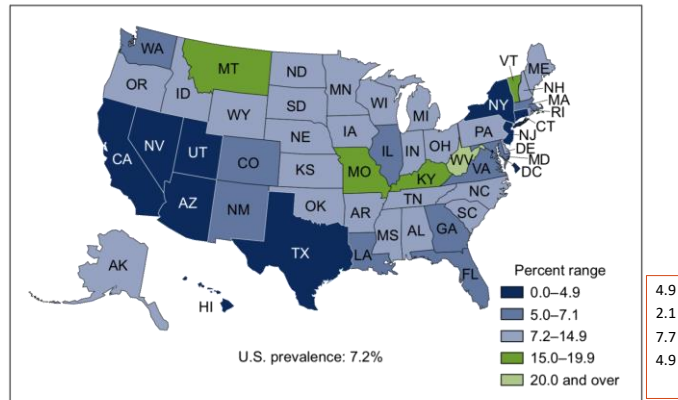 WA
MT
ND
OR
ID
SD
MN
WI
MI
WY
NE
IA
NV
UT
CO
KS
CA
AZ
NM
OK
TX
MO
IL
IN
OH
KY
WV
VA
PA
NY
VT
ME
NH
MA
RI
CT
NJ
DE
MD
DC
TN
NC
SC
AR
MS
AL
GA
LA
FL
AK
HI
U.S. prevalence: 7.2%
Percent range
0.0–4.9
5.0–7.1
7.2–14.9
15.0–19.9
20.0 and over
4.9
2.1
7.7
4.9